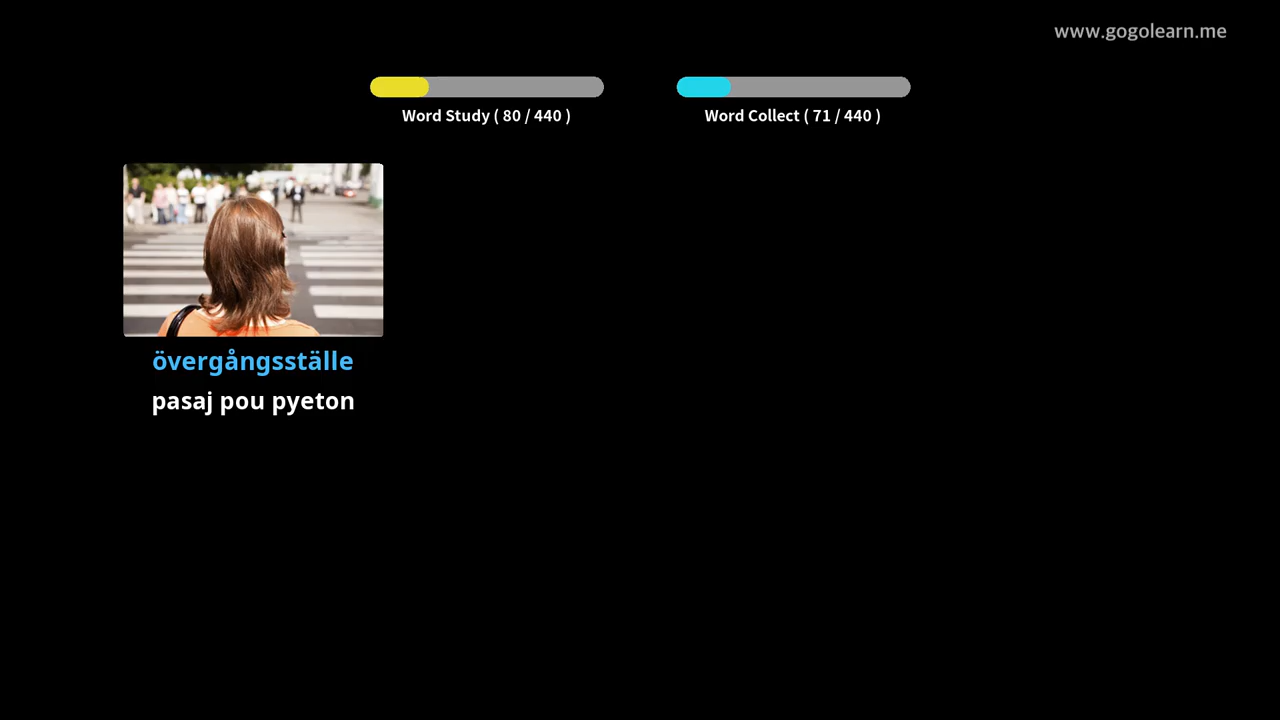 www.gogolearn.me
Word Study ( 80 / 440 )
Word Collect ( 71 / 440 )
övergångsställe
pasaj pou pyeton